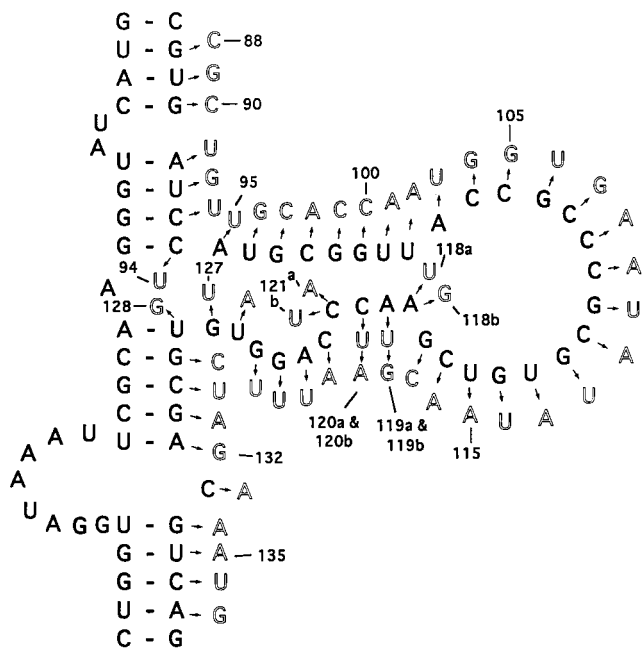 G - C
U - G → C — 88
A - U → G
C - G → C — 90
U
A
U - A → U
G - U → G
G - C → U
G - C
95
U G C A C C A A U G G U G A A U A U A U A A C G A A U U U
100
105
A U G C G G U U A C C G C C C G C G U G U C G
94
U
128 — G
127
U A
A
A - U G U G G A C
A
G - C → U
C - G → A
U - A → G — 132
121
a
b
A
U
C C A A
U U
U
G
118a
118b
120a &
120b
119a &
119b
115
C → A
U A A A U A G G U - G → A
G - U → A — 135
G - C → U
U - A → G
C - G